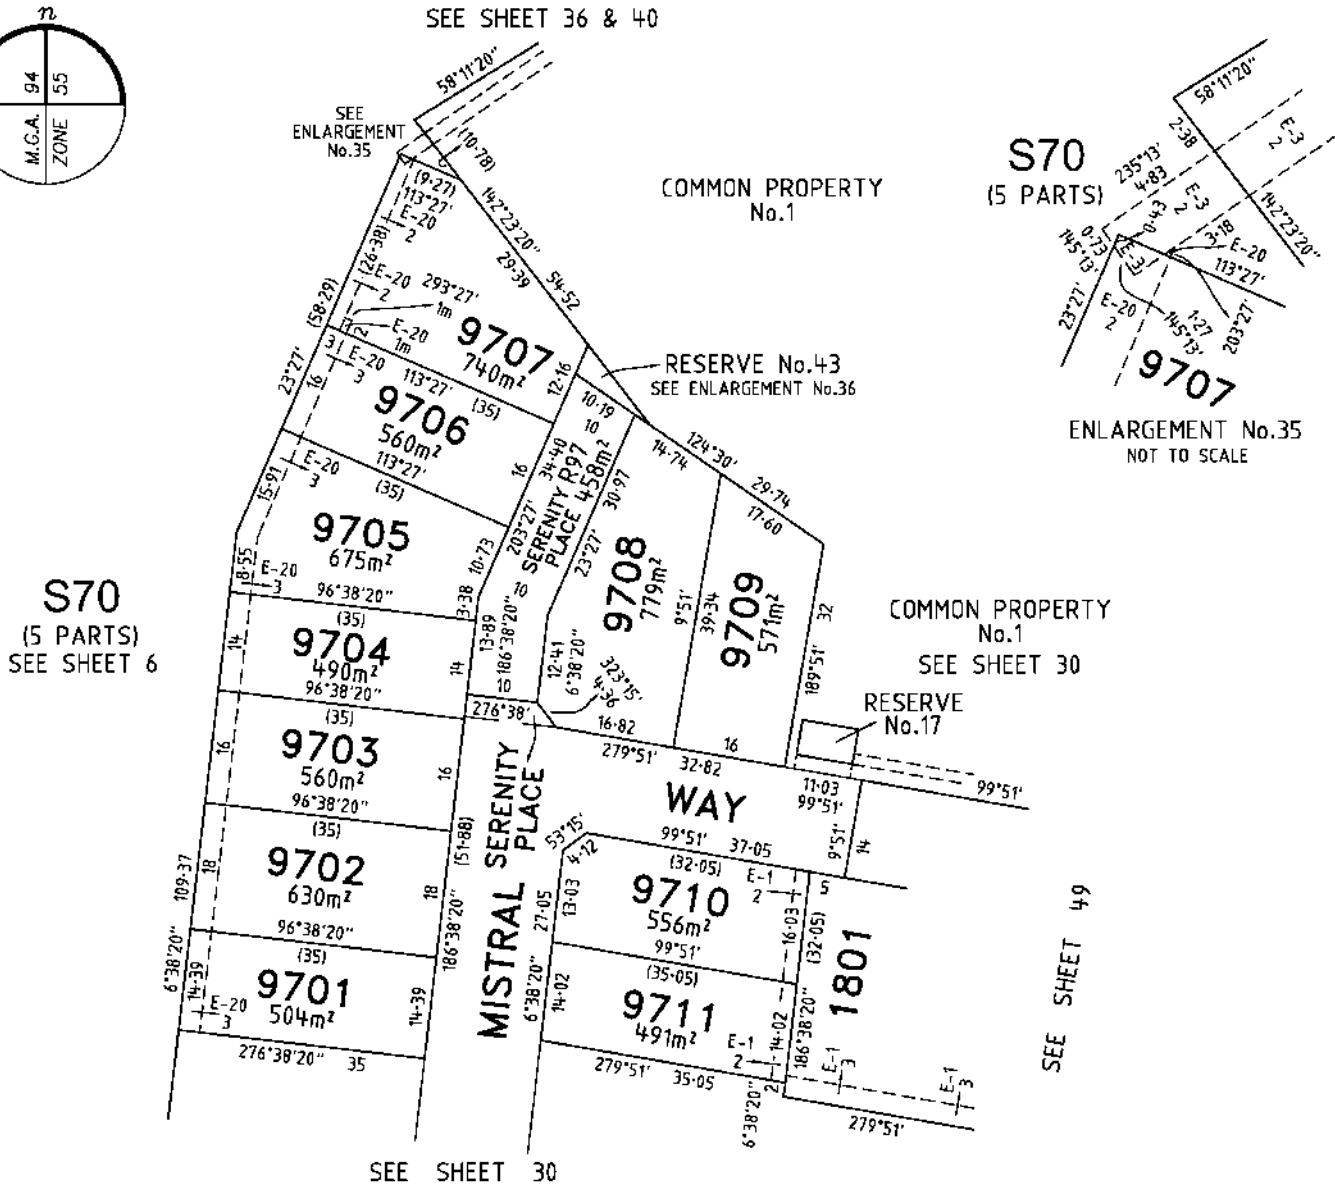 n
M.G.A. 94
ZONE 55
SEE SHEET 36 & 40
58°11'20"
SEE
ENLARGEMENT
No.35
(10·78)
(9·27)
113°27'
E-20
2
142°23'20"
29·39
54·52
COMMON PROPERTY
No.1
(26·38)
(58·29)
E-20
2
293°27'
1m
2
E-20
1m
9707
740m²
12·16
RESERVE No.43
SEE ENLARGEMENT No.36
23°27'
3
16
E-20
3
113°27'
(35)
9706
560m²
113°27'
(35)
16
10·19
10
34·40
203°27'
SERENITY R97
PLACE 458m²
30·97
23°27'
14·74
124°30'
29·74
17·60
15·91
E-20
3
9705
675m²
10·73
8·55
E-20
3
96°38'20"
(35)
3·38
10
S70
(5 PARTS)
SEE SHEET 6
14
9704
490m²
96°38'20"
(35)
14
13·89
186°38'20"
10
276°38'
12·41
6°38'20"
323°15'
4·36
9708
779m²
9°51'
39·34
9709
571m²
32
189°51'
COMMON PROPERTY
No.1
SEE SHEET 30
RESERVE
No.17
16·82
279°51'
32·82
16
11·03
99°51'
99°51'
9°51'
14
16
9703
560m²
96°38'20"
(35)
16
(51·88)
MISTRAL
SERENITY
PLACE
WAY
109·37
18
9702
630m²
96°38'20"
(35)
18
186°38'20"
53°15'
4·12
99°51'
37·05
(32·05)
27·05
13·03
9710
556m²
99°51'
(35·05)
E-1
2
5
16·03
(32·05)
1801
6°38'20"
14·39
E-20
3
9701
504m²
14·39
276°38'20"
35
6°38'20"
14·02
9711
491m²
E-1
2
14·02
186°38'20"
E-1
3
E-1
3
279°51'
35·05
2
6°38'20"
279°51'
SEE SHEET 49
SEE SHEET 30
S70
(5 PARTS)
58°11'20"
2·38
E-3
2
235°13'
4·83
E-3
2
142°23'20"
0·43
0·73
145°13'
E-3
3·18
E-20
113°27'
23°27'
E-20
2
1·27
145°13'
203°27'
9707
ENLARGEMENT No.35
NOT TO SCALE